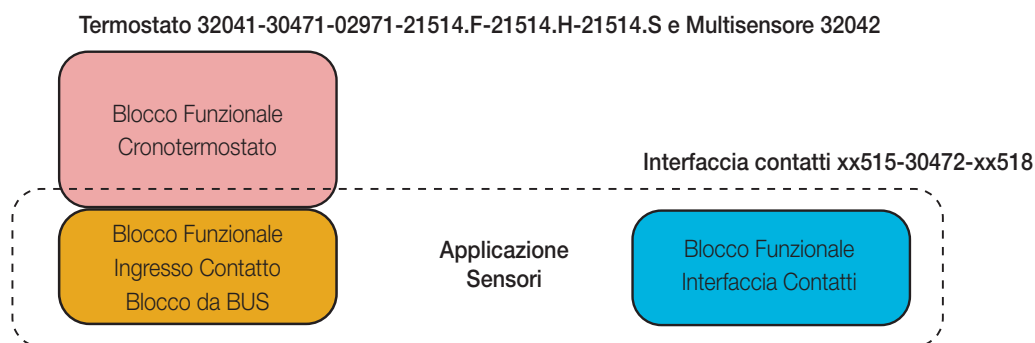 Termostato 32041-30471-02971-21514.F-21514.H-21514.S e Multisensore 32042
Blocco Funzionale
Cronotermostato
Interfaccia contatti xx515-30472-xx518
Blocco Funzionale
Ingresso Contatto
Blocco da BUS
Applicazione
Sensori
Blocco Funzionale
Interfaccia Contatti